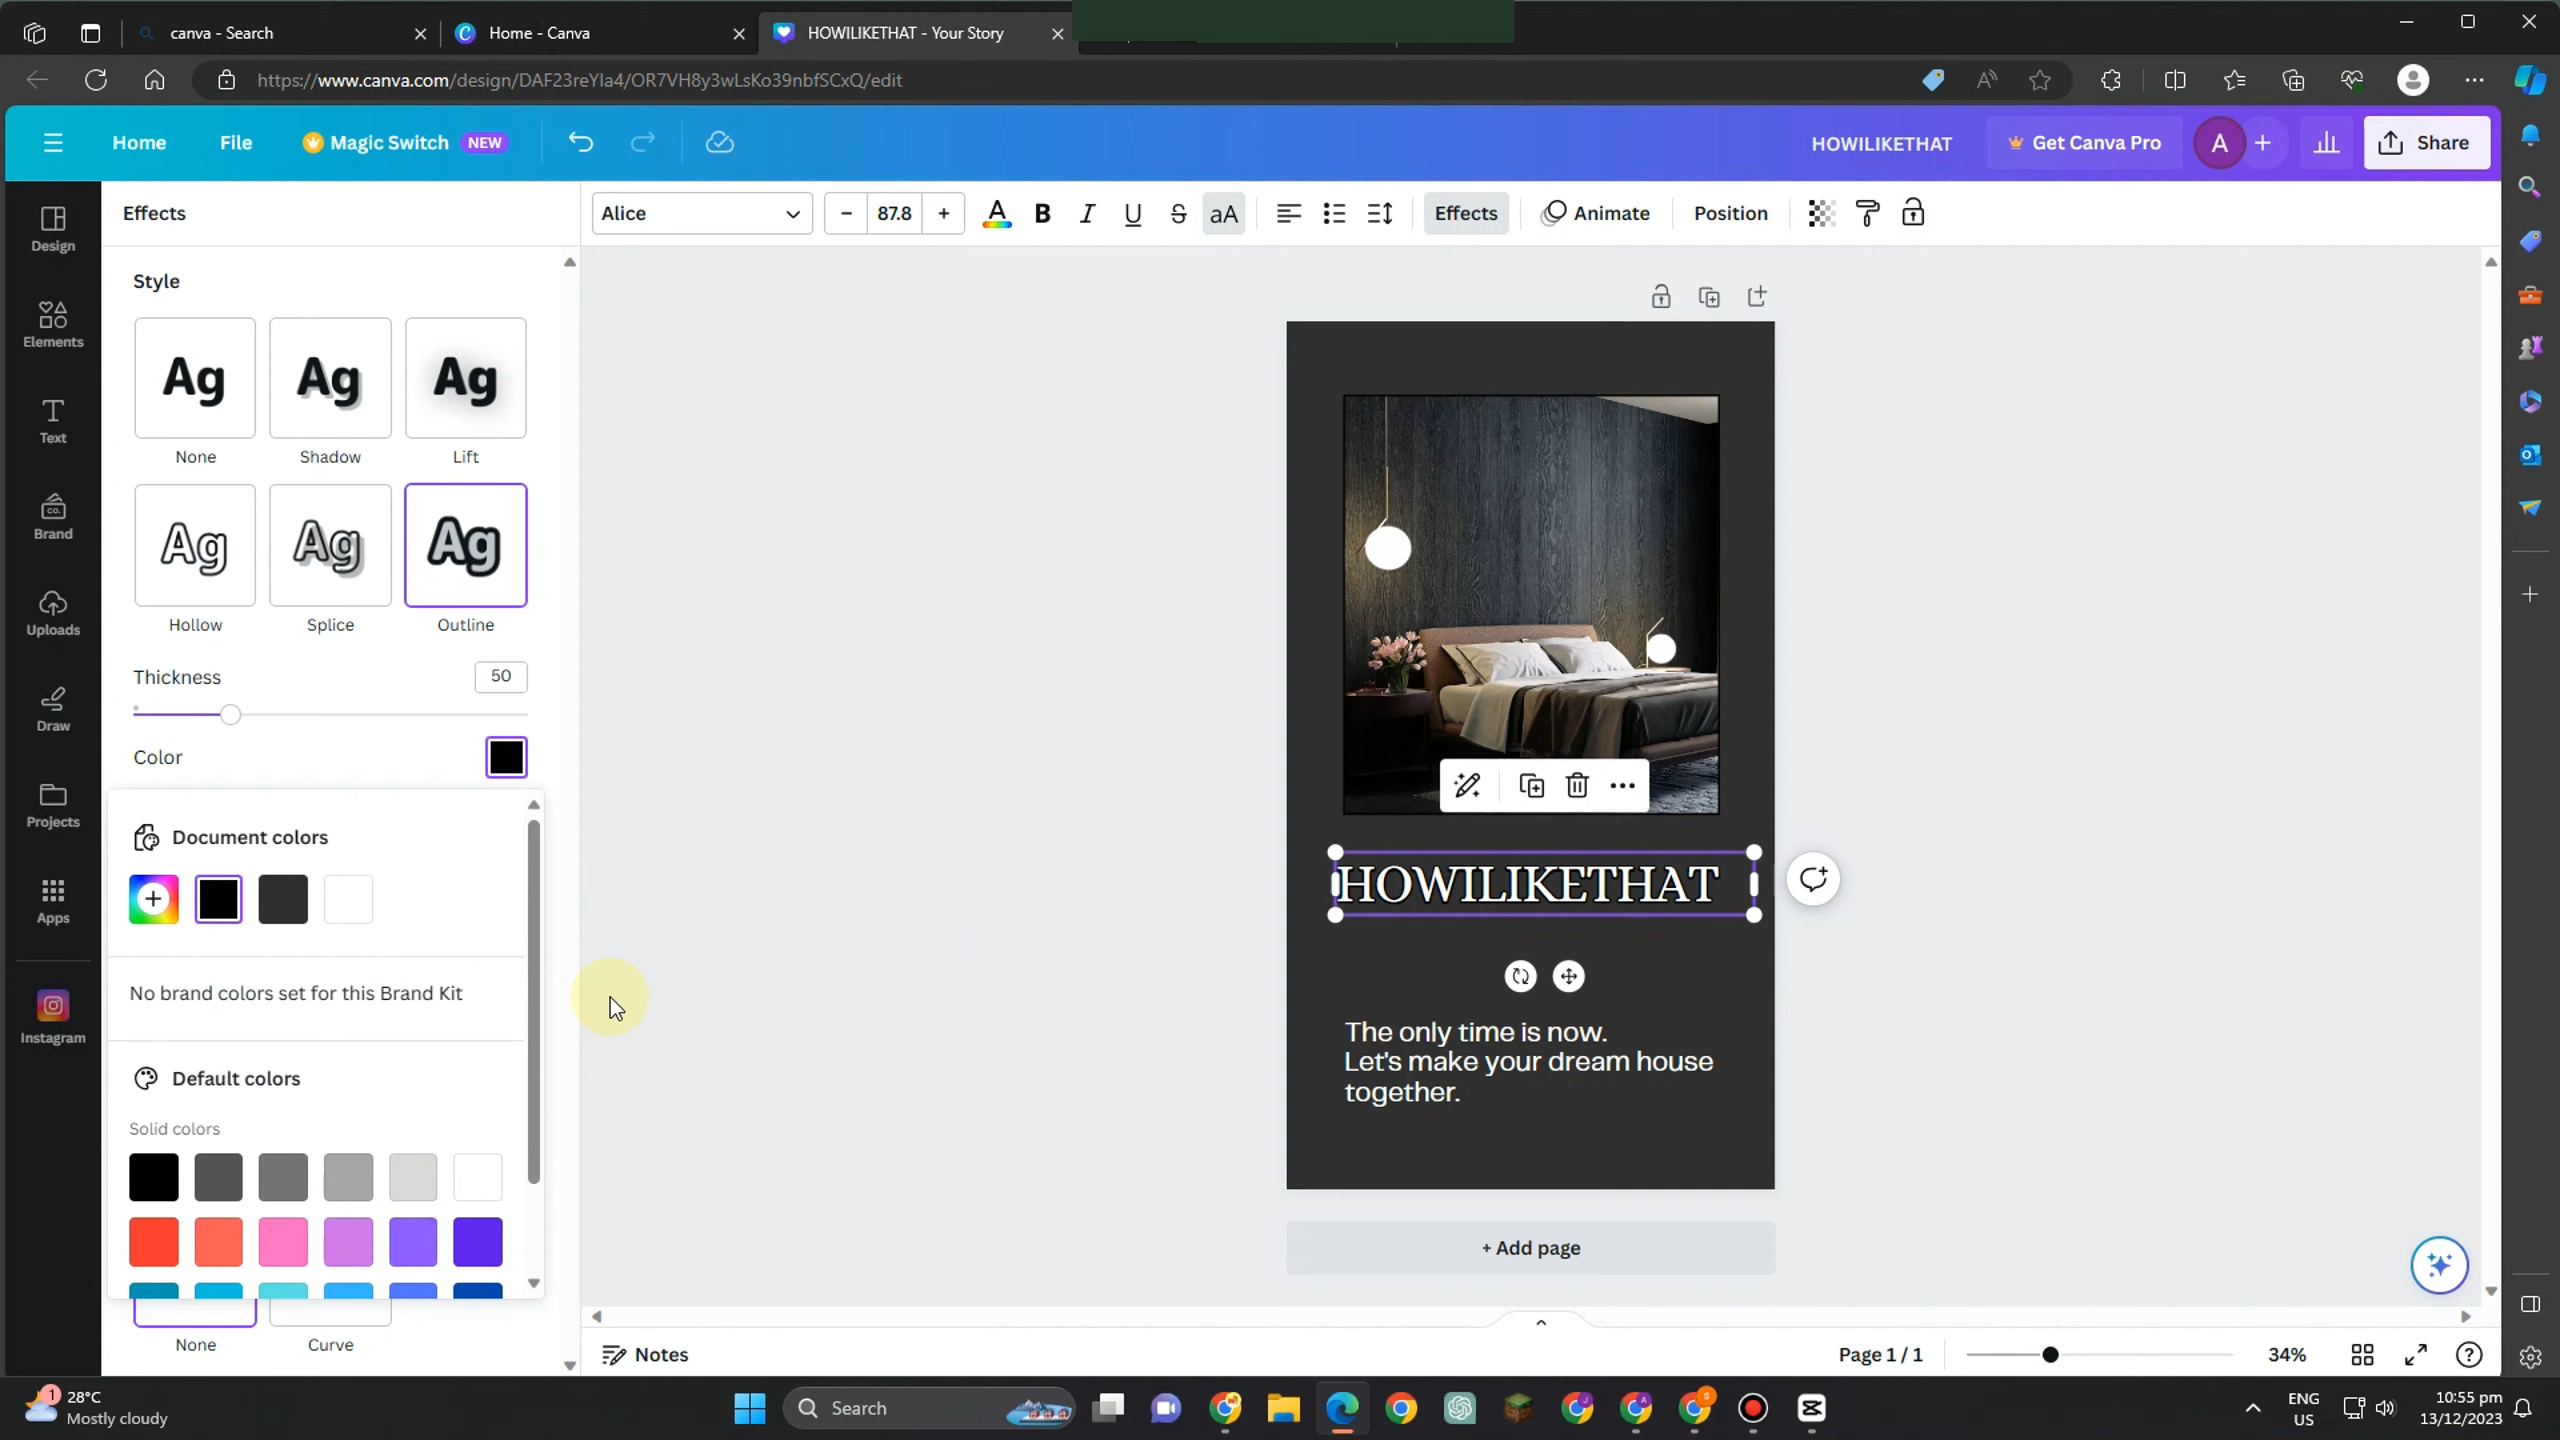 canva - Search
Home - Canva
HOWILIKETHAT - Your Story
https://www.canva.com/design/DAF23reYIa4/OR7VH8y3wLsKo39nbfSCxQ/edit
Home
File
Magic Switch
NEW
HOWILIKETHAT
Get Canva Pro
A
Share
Effects
Alice
87.8
A
B
I
U
S
aA
Effects
Animate
Position
Design
Elements
Text
Brand
Uploads
Draw
Projects
Apps
Instagram
Style
Ag
Ag
Ag
None
Shadow
Lift
Ag
Ag
Ag
Hollow
Splice
Outline
Thickness
50
Color
Document colors
No brand colors set for this Brand Kit
Default colors
Solid colors
None
Curve
HOWILIKETHAT
The only time is now.
Let's make your dream house
together.
+ Add page
Notes
Page 1 / 1
34%
1
28°C
Mostly cloudy
Search
ENG
US
10:55 pm
13/12/2023